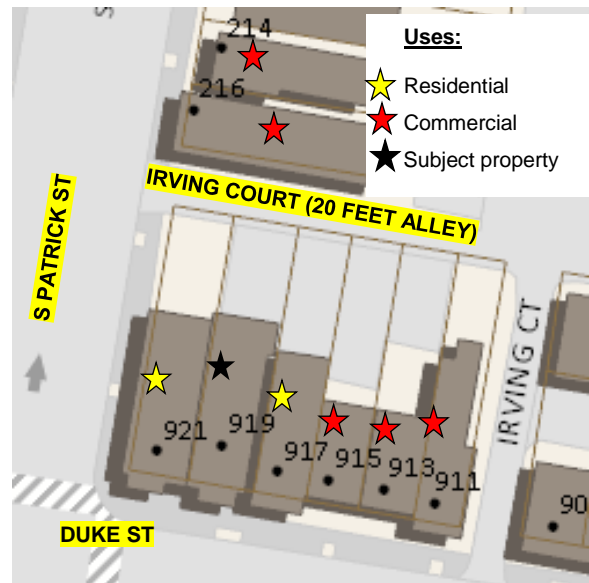 214
Uses:
Residential
216
Commercial
Subject property
IRVING COURT (20 FEET ALLEY)
S PATRICK ST
IRVING CT
921
919
917
915
913
911
90
DUKE ST